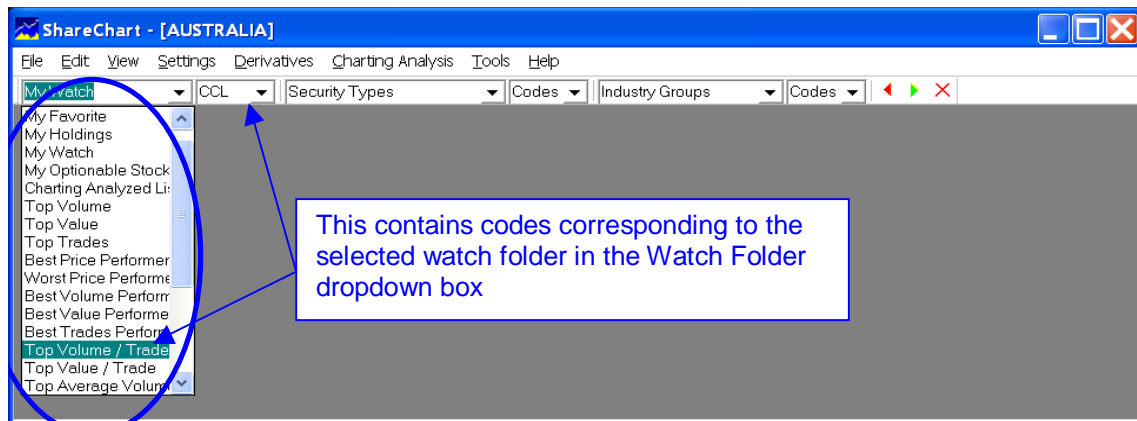 ShareChart - [AUSTRALIA]
File Edit View Settings Derivatives Charting Analysis Tools Help
My Watch CCL Security Types Codes Industry Groups Codes
My Favorite
My Holdings
My Watch
My Optionable Stock
Charting Analyzed Lis
Top Volume
Top Value
Top Trades
Best Price Performer
Worst Price Performe
Best Volume Perform
Best Value Performe
Best Trades Perform
Top Volume / Trade
Top Value / Trade
Top Average Volum
This contains codes corresponding to the
selected watch folder in the Watch Folder
dropdown box